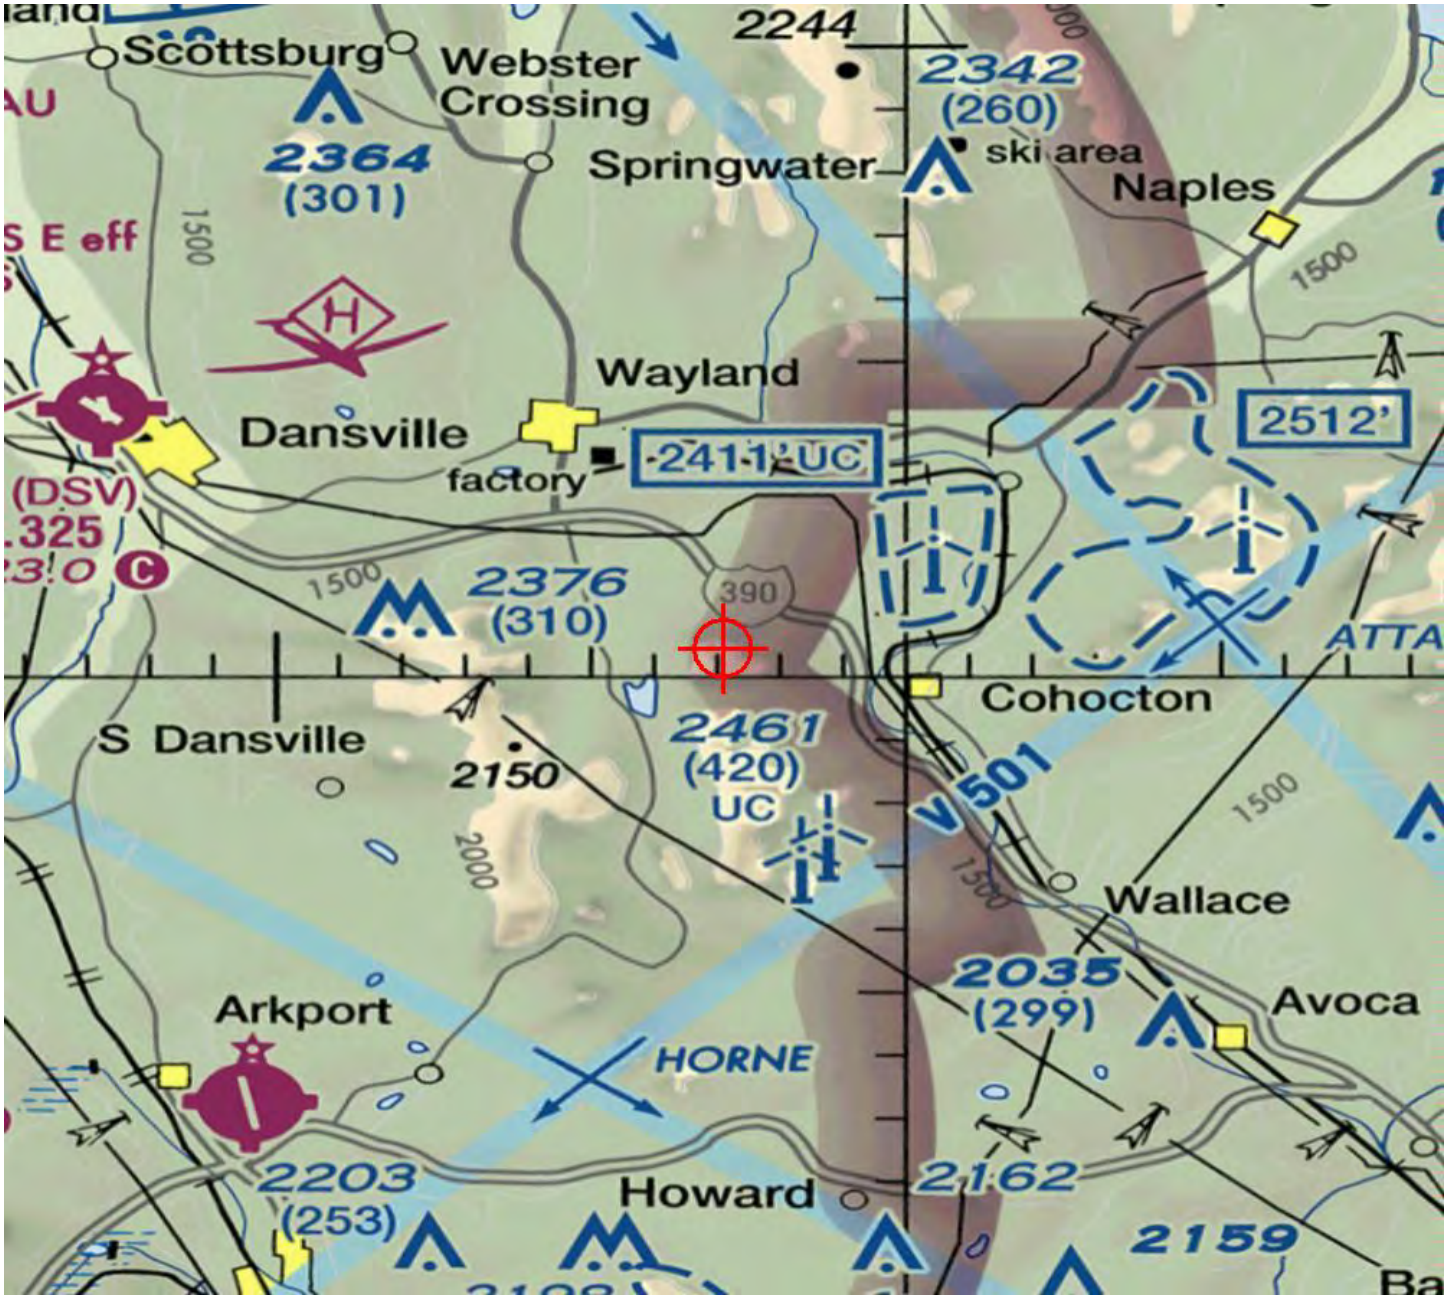 Scottsburg
2244
Webster
Crossing
2342
(260)
2364
(301)
Springwater
ski area
Naples
1500
S E eff
1500
H
Wayland
Dansville
2512'
2411' UC
factory
(DSV)
.325
C
1500
2376
(310)
390
ATTA
Cohocton
S Dansville
2461
(420)
UC
2150
V 501
1500
2000
1500
Wallace
2035
(299)
Arkport
Avoca
HORNE
2203
(253)
Howard
2162
2159
Ba